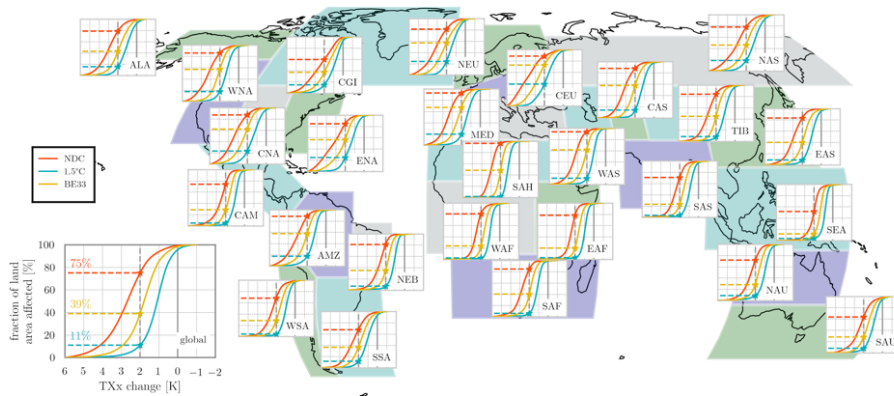 ALA
WNA
CGI
NEU
CEU
CAS
NAS
CNA
ENA
MED
SAH
WAS
TIB
EAS
NDC
1.5°C
BE33
CAM
AMZ
NEB
WAF
EAF
SAS
SEA
WSA
SSA
SAF
NAU
SAU
fraction of land
area affected [%]
100
80
60
40
20
0
75%
39%
11%
global
6 5 4 3 2 1 0 −1 −2
TXx change [K]